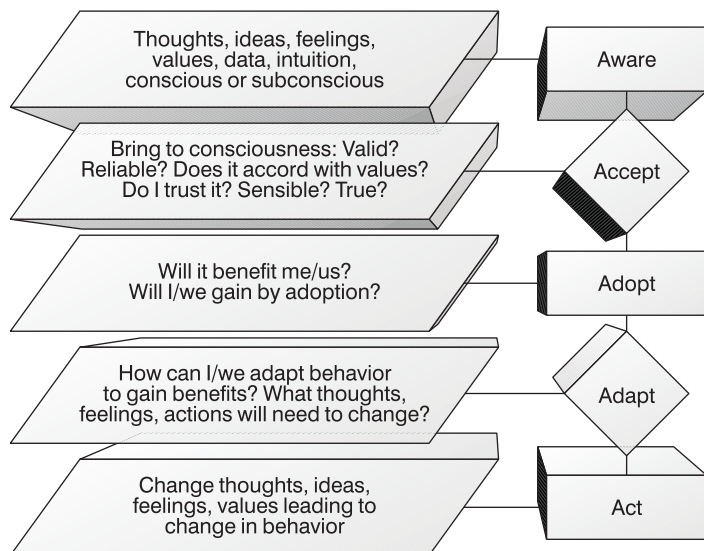 Thoughts, ideas, feelings,
values, data, intuition,
conscious or subconscious
Aware
Bring to consciousness: Valid?
Reliable? Does it accord with values?
Do I trust it? Sensible? True?
Accept
Will it benefit me/us?
Will I/we gain by adoption?
Adopt
How can I/we adapt behavior
to gain benefits? What thoughts,
feelings, actions will need to change?
Adapt
Change thoughts, ideas,
feelings, values leading to
change in behavior
Act